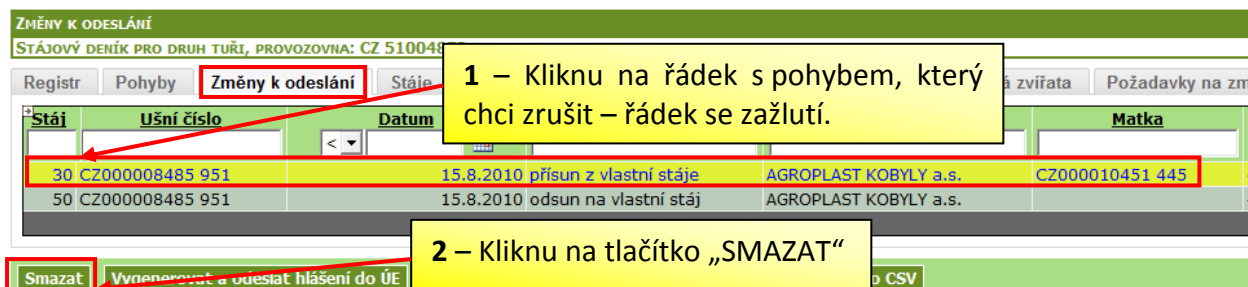 ZMĚNY K ODESLÁNÍ
STÁJOVÝ DENÍK PRO DRUH TUŘI, PROVOZOVNA: CZ 51004
Registr Pohyby Změny k odeslání Stáje zvířata Požadavky na zm
1 – Kliknu na řádek s pohybem, který
chci zrušit – řádek se zažlutí.
Stáj Ušní číslo Datum Matka
<
30 CZ000008485 951 15.8.2010 přísun z vlastní stáje AGROPLAST KOBYLY a.s. CZ000010451 445
50 CZ000008485 951 15.8.2010 odsun na vlastní stáj AGROPLAST KOBYLY a.s.
2 – Kliknu na tlačítko „SMAZAT“
Smazat Vygenerovat a odeslat hlášení do ÚE o CSV